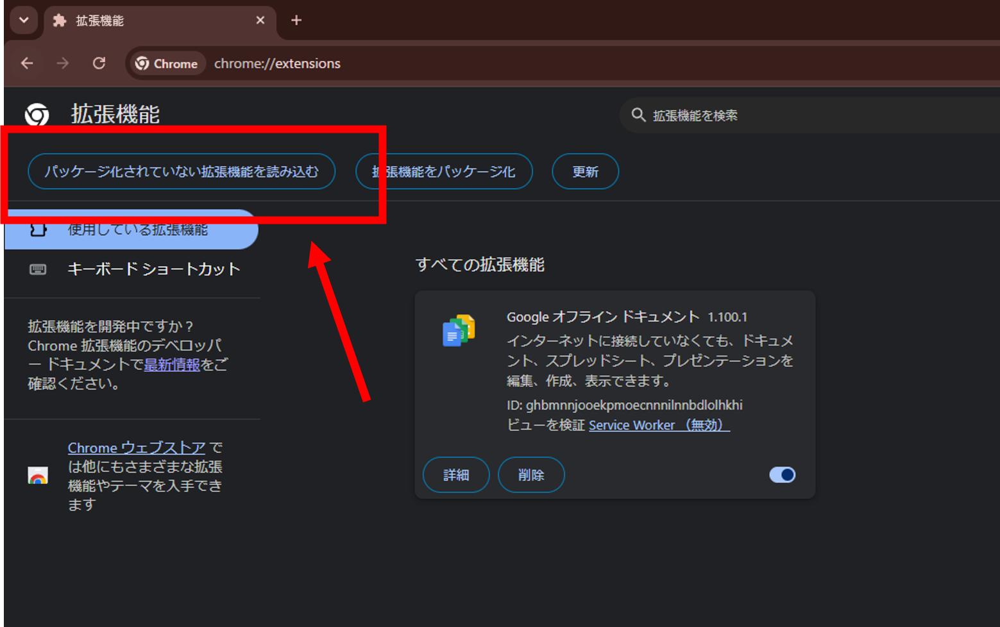 拡張機能
Chrome chrome://extensions
拡張機能
拡張機能を検索
パッケージ化されていない拡張機能を読み込む
拡張機能をパッケージ化
更新
使用している拡張機能
キーボード ショートカット
拡張機能を開発中ですか？
Chrome 拡張機能のデベロッパ
ー ドキュメントで最新情報をご
確認ください。
Chrome ウェブストア で
は他にもさまざまな拡張
機能やテーマを入手でき
ます
すべての拡張機能
Google オフライン ドキュメント 1.100.1
インターネットに接続していなくても、ドキュメ
ント、スプレッドシート、プレゼンテーションを
編集、作成、表示できます。
ID: ghbmnnjooekpmoecnnnilnnbdlolhkhi
ビューを検証 Service Worker （無効）
詳細
削除